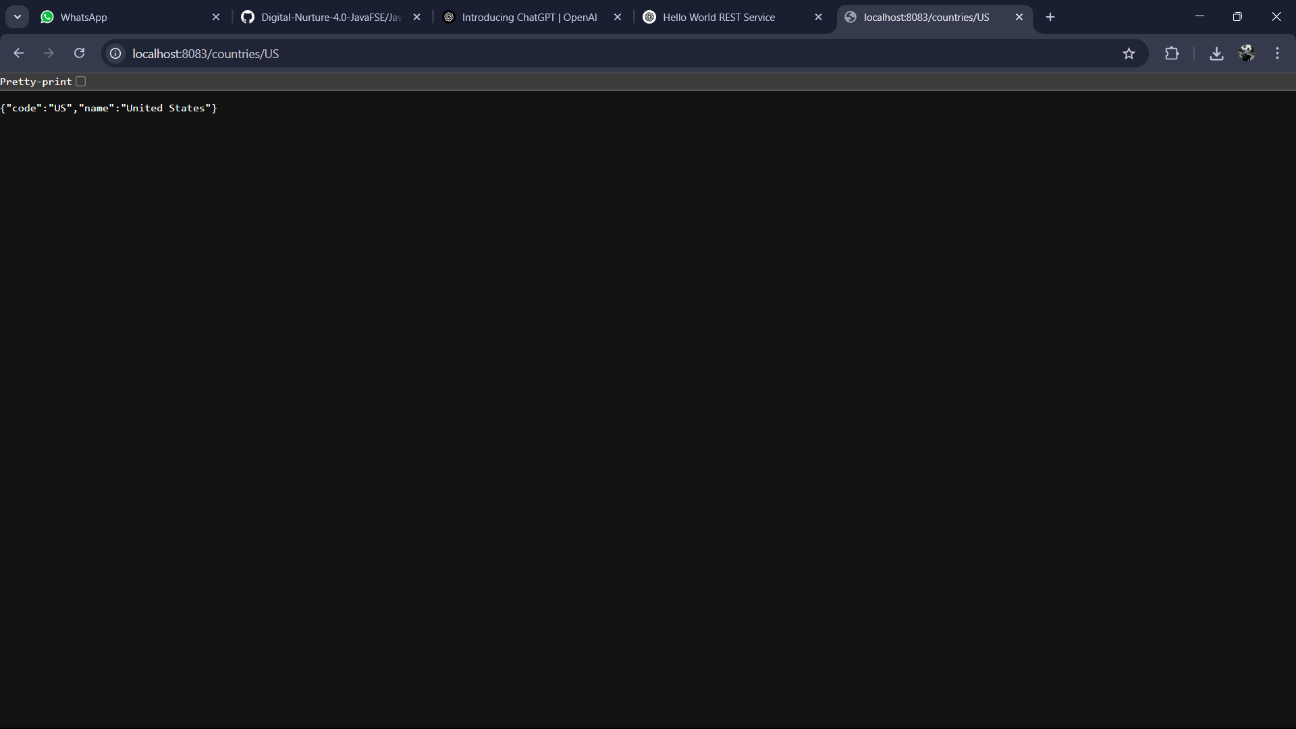 WhatsApp
Digital-Nurture-4.0-JavaFSE/Jav
Introducing ChatGPT | OpenAI
Hello World REST Service
localhost:8083/countries/US
localhost:8083/countries/US
Pretty-print
{"code":"US","name":"United States"}